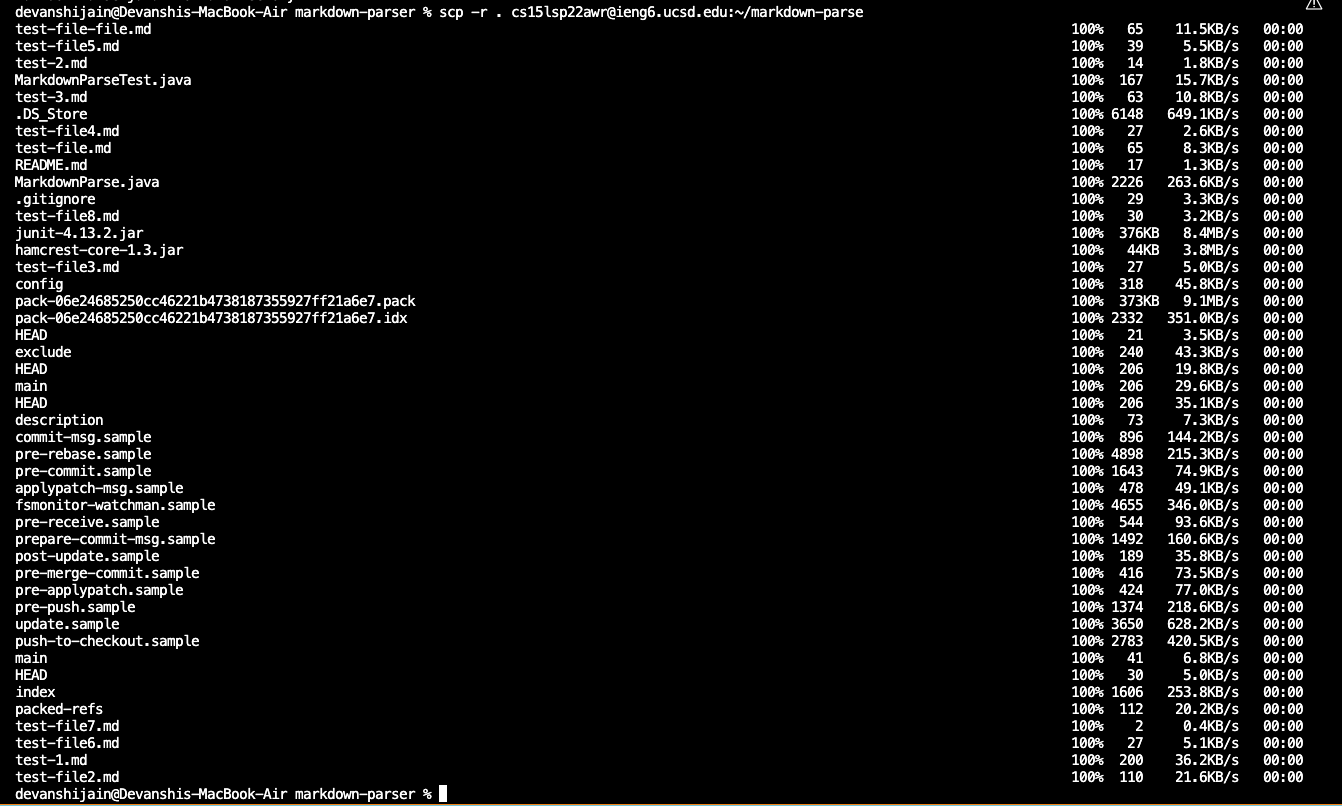 devanshijain@Devanshis-MacBook-Air markdown-parser % scp -r . cs15lsp22awr@ieng6.ucsd.edu:~/markdown-parse
test-file-file.md 100% 65 11.5KB/s 00:00
test-file5.md 100% 39 5.5KB/s 00:00
test-2.md 100% 14 1.8KB/s 00:00
MarkdownParseTest.java 100% 167 15.7KB/s 00:00
test-3.md 100% 63 10.8KB/s 00:00
.DS_Store 100% 6148 649.1KB/s 00:00
test-file4.md 100% 27 2.6KB/s 00:00
test-file.md 100% 65 8.3KB/s 00:00
README.md 100% 17 1.3KB/s 00:00
MarkdownParse.java 100% 2226 263.6KB/s 00:00
.gitignore 100% 29 3.3KB/s 00:00
test-file8.md 100% 30 3.2KB/s 00:00
junit-4.13.2.jar 100% 376KB 8.4MB/s 00:00
hamcrest-core-1.3.jar 100% 44KB 3.8MB/s 00:00
test-file3.md 100% 27 5.0KB/s 00:00
config 100% 318 45.8KB/s 00:00
pack-06e24685250cc46221b4738187355927ff21a6e7.pack 100% 373KB 9.1MB/s 00:00
pack-06e24685250cc46221b4738187355927ff21a6e7.idx 100% 2332 351.0KB/s 00:00
HEAD 100% 21 3.5KB/s 00:00
exclude 100% 240 43.3KB/s 00:00
HEAD 100% 206 19.8KB/s 00:00
main 100% 206 29.6KB/s 00:00
HEAD 100% 206 35.1KB/s 00:00
description 100% 73 7.3KB/s 00:00
commit-msg.sample 100% 896 144.2KB/s 00:00
pre-rebase.sample 100% 4898 215.3KB/s 00:00
pre-commit.sample 100% 1643 74.9KB/s 00:00
applypatch-msg.sample 100% 478 49.1KB/s 00:00
fsmonitor-watchman.sample 100% 4655 346.0KB/s 00:00
pre-receive.sample 100% 544 93.6KB/s 00:00
prepare-commit-msg.sample 100% 1492 160.6KB/s 00:00
post-update.sample 100% 189 35.8KB/s 00:00
pre-merge-commit.sample 100% 416 73.5KB/s 00:00
pre-applypatch.sample 100% 424 77.0KB/s 00:00
pre-push.sample 100% 1374 218.6KB/s 00:00
update.sample 100% 3650 628.2KB/s 00:00
push-to-checkout.sample 100% 2783 420.5KB/s 00:00
main 100% 41 6.8KB/s 00:00
HEAD 100% 30 5.0KB/s 00:00
index 100% 1606 253.8KB/s 00:00
packed-refs 100% 112 20.2KB/s 00:00
test-file7.md 100% 2 0.4KB/s 00:00
test-file6.md 100% 27 5.1KB/s 00:00
test-1.md 100% 200 36.2KB/s 00:00
test-file2.md 100% 110 21.6KB/s 00:00
devanshijain@Devanshis-MacBook-Air markdown-parser %